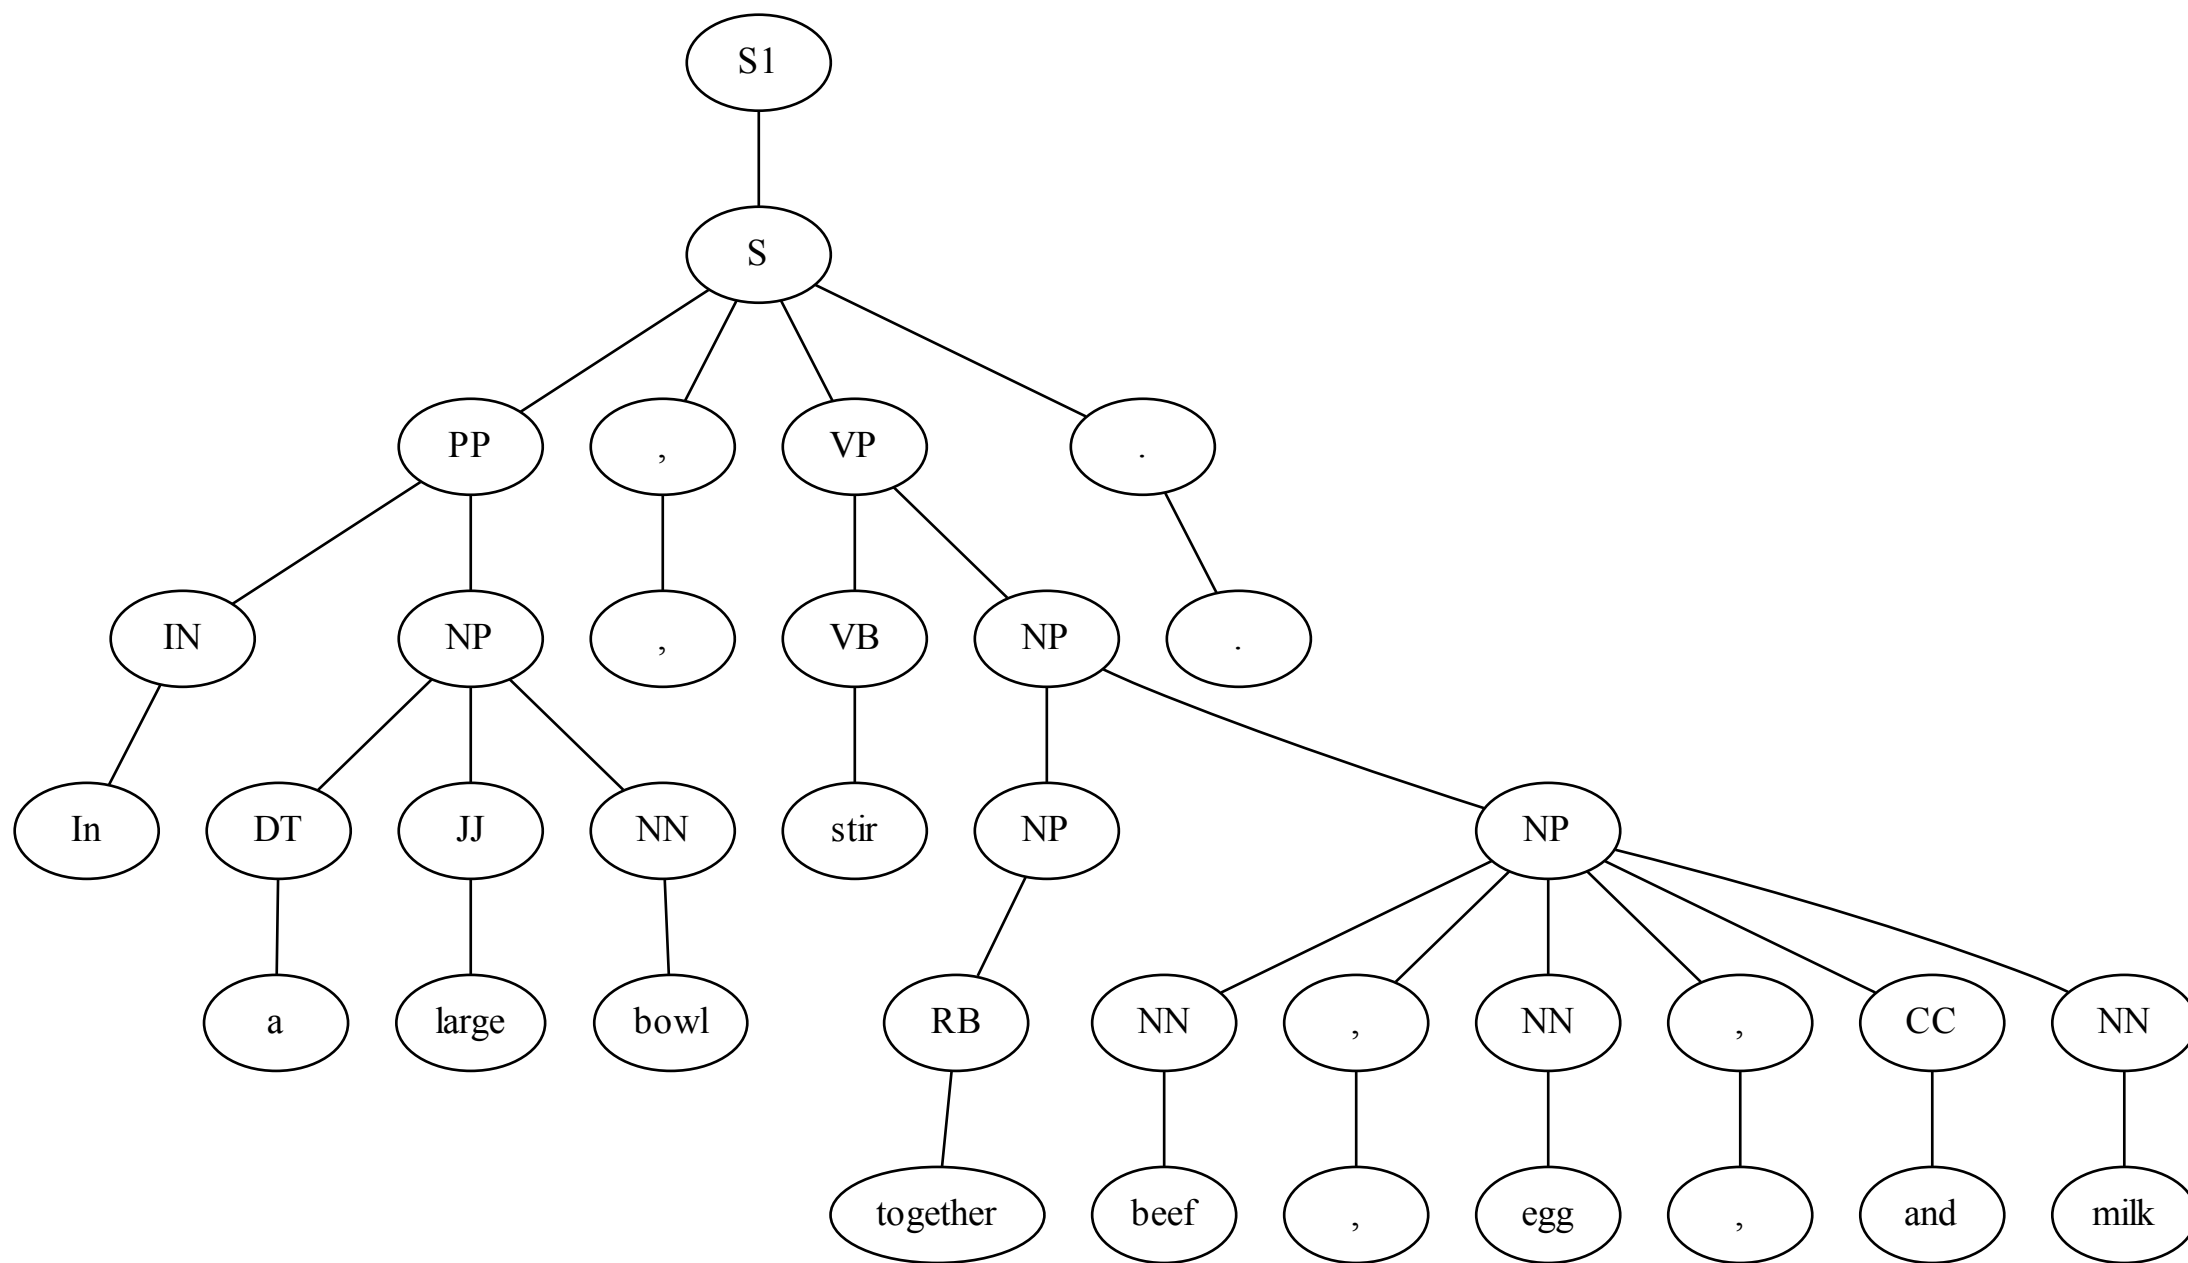 S1
S
PP , VP .
IN NP , VB NP .
In DT JJ NN stir NP NP
a large bowl RB NN , NN , CC NN
together beef , egg , and milk